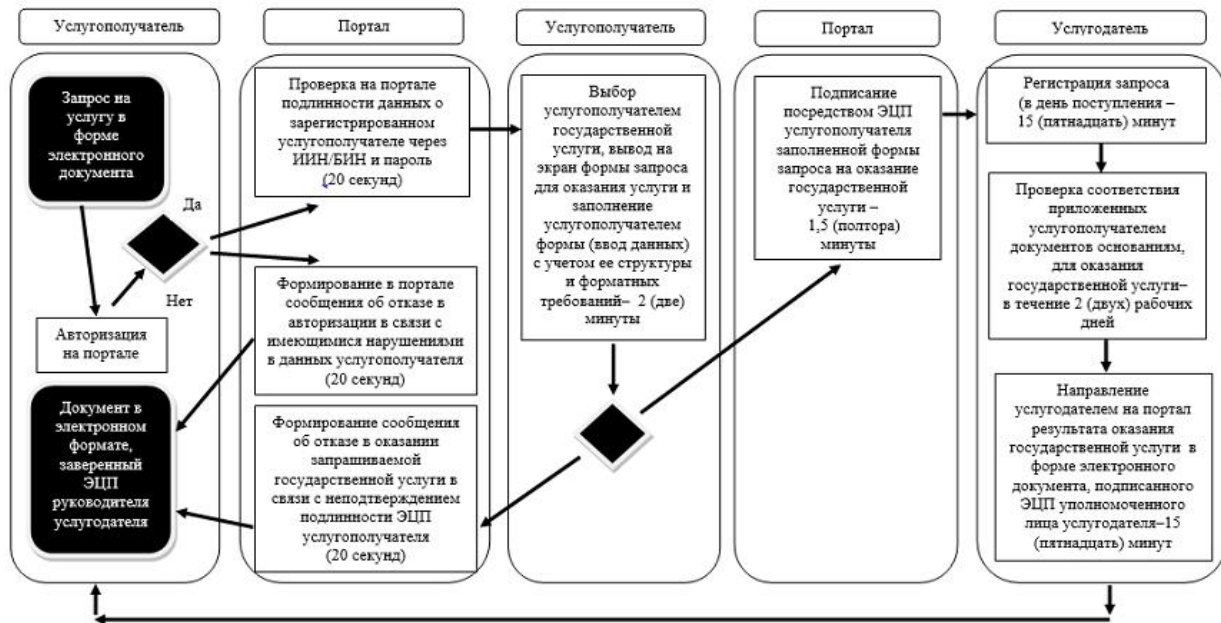 Услугополучатель
Портал
Услугополучатель
Портал
Услугодатель
Запрос на
услугу в
форме
электронного
документа
Да
Нет
Авторизация
на портале
Документ в
электронном
формате,
заверенный
ЭЦП
руководителя
услугодателя
Проверка на портале
подлинности данных о
зарегистрированном
услугополучателе через
ИИН/БИН и пароль
(20 секунд)
Формирование в портале
сообщения об отказе в
авторизации в связи с
имеющимися нарушениями
в данных услугополучателя
(20 секунд)
Формирование сообщения
об отказе в оказании
запрашиваемой
государственной услуги в
связи с неподтверждением
подлинности ЭЦП
услугополучателя
(20 секунд)
Выбор
услугополучателем
государственной
услуги, вывод на
экран формы запроса
для оказания услуги и
заполнение
услугополучателем
формы (ввод данных)
с учетом ее структуры
и форматных
требований– 2 (две)
минуты
Подписание
посредством ЭЦП
услугополучателя
заполненной формы
запроса на оказание
государственной
услуги –
1,5 (полтора)
минуты
Регистрация запроса
(в день поступления –
15 (пятнадцать) минут
Проверка соответствия
приложенных
услугополучателем
документов основаниям,
для оказания
государственной услуги–
в течение 2 (двух) рабочих
дней
Направление
услугодателем на портал
результата оказания
государственной услуги в
форме электронного
документа, подписанного
ЭЦП уполномоченного
лица услугодателя–15
(пятнадцать) минут